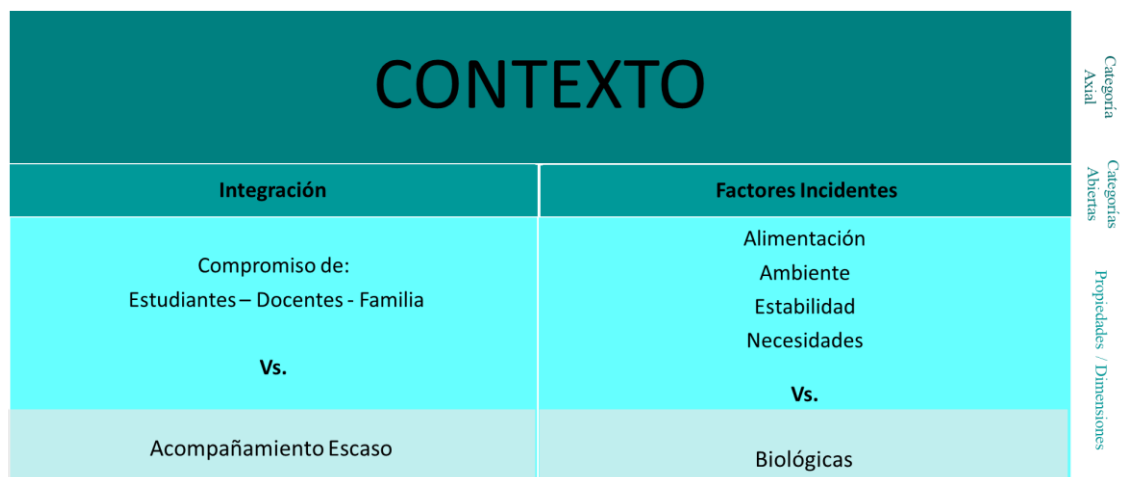 CONTEXTO
Categoría
Axial
Integración
Factores Incidentes
Categorías
Abiertas
Compromiso de:
Estudiantes – Docentes - Familia
Vs.
Acompañamiento Escaso
Alimentación
Ambiente
Estabilidad
Necesidades
Vs.
Biológicas
Propiedades / Dimensiones